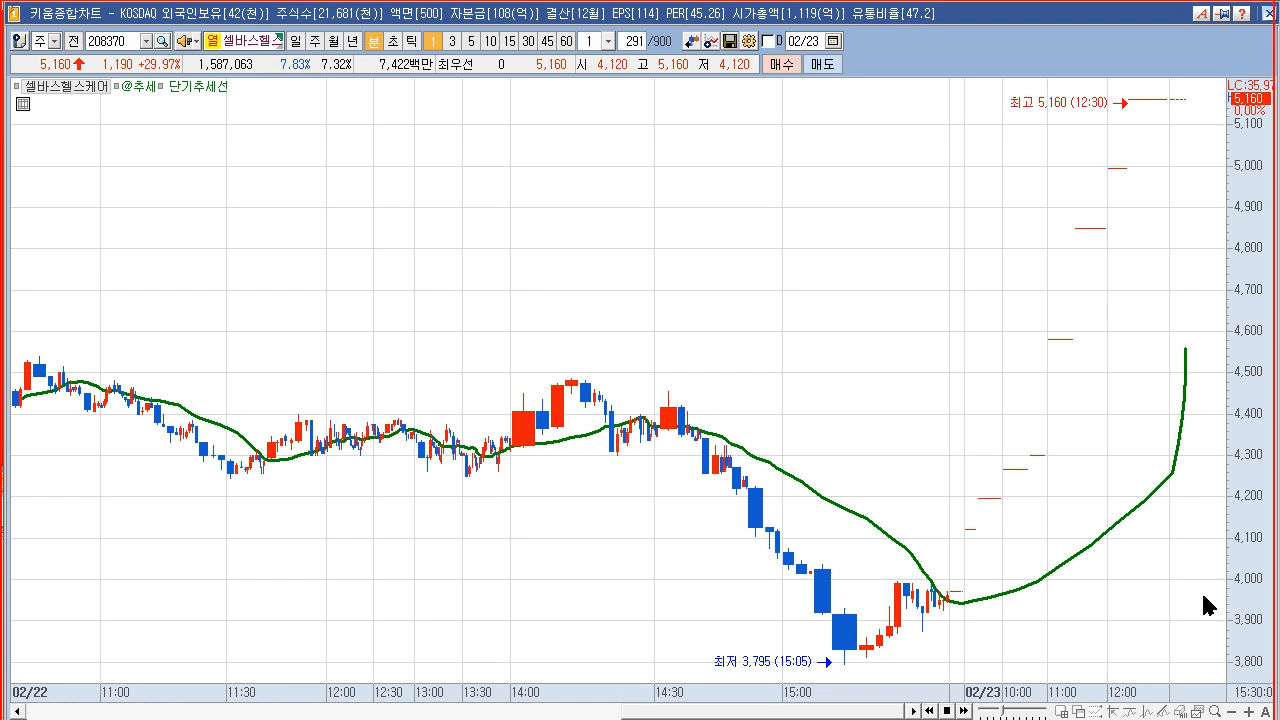 키움종합차트 - KOSDAQ 외국인보유[42(천)] 주식수[21,681(천)] 액면[500] 자본금[108(억)] 결산[12월] EPS[114] PER[45.26] 시가총액[1,119(억)] 유통비율[47.2]
주 전 208370 열 셀바스헬스 일 주 월 년 분 초 틱 1 3 5 10 15 30 45 60 1 291 /900 D 02/23
5,160 1,190 +29.97% 1,587,063 7.83% 7.32% 7,422백만 최우선 0 5,160 시 4,120 고 5,160 저 4,120 매수 매도
셀바스헬스케어 @추세 단기추세선
LC:35,97
최고 5,160 (12:30)
5,160
0.00%
5,100
5,000
4,900
4,800
4,700
4,600
4,500
4,400
4,300
4,200
4,100
4,000
3,900
3,800
최저 3,795 (15:05)
02/22 11:00 11:30 12:00 12:30 13:00 13:30 14:00 14:30 15:00 02/23 10:00 11:00 12:00 15:30:0